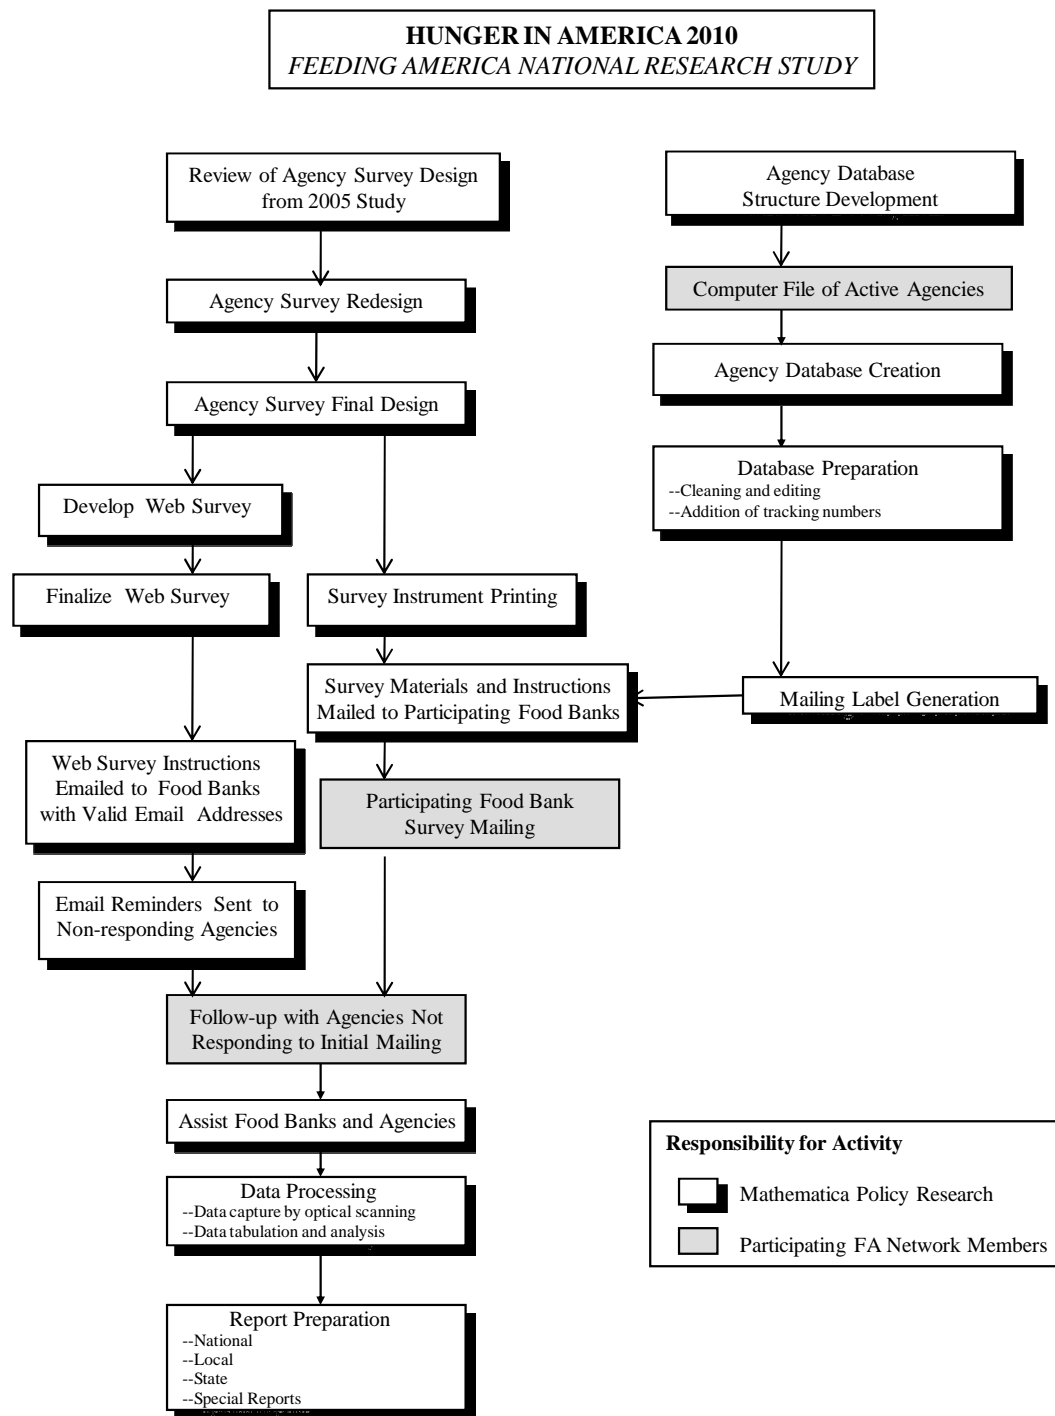 HUNGER IN AMERICA 2010
FEEDING AMERICA NATIONAL RESEARCH STUDY
Review of Agency Survey Design
from 2005 Study
Agency Database
Structure Development
Agency Survey Redesign
Computer File of Active Agencies
Agency Database Creation
Agency Survey Final Design
Database Preparation
--Cleaning and editing
--Addition of tracking numbers
Develop Web Survey
Finalize Web Survey
Survey Instrument Printing
Survey Materials and Instructions
Mailed to Participating Food Banks
Mailing Label Generation
Web Survey Instructions
Emailed to Food Banks
with Valid Email Addresses
Participating Food Bank
Survey Mailing
Email Reminders Sent to
Non-responding Agencies
Follow-up with Agencies Not
Responding to Initial Mailing
Assist Food Banks and Agencies
Data Processing
--Data capture by optical scanning
--Data tabulation and analysis
Report Preparation
--National
--Local
--State
--Special Reports
Responsibility for Activity
Mathematica Policy Research
Participating FA Network Members